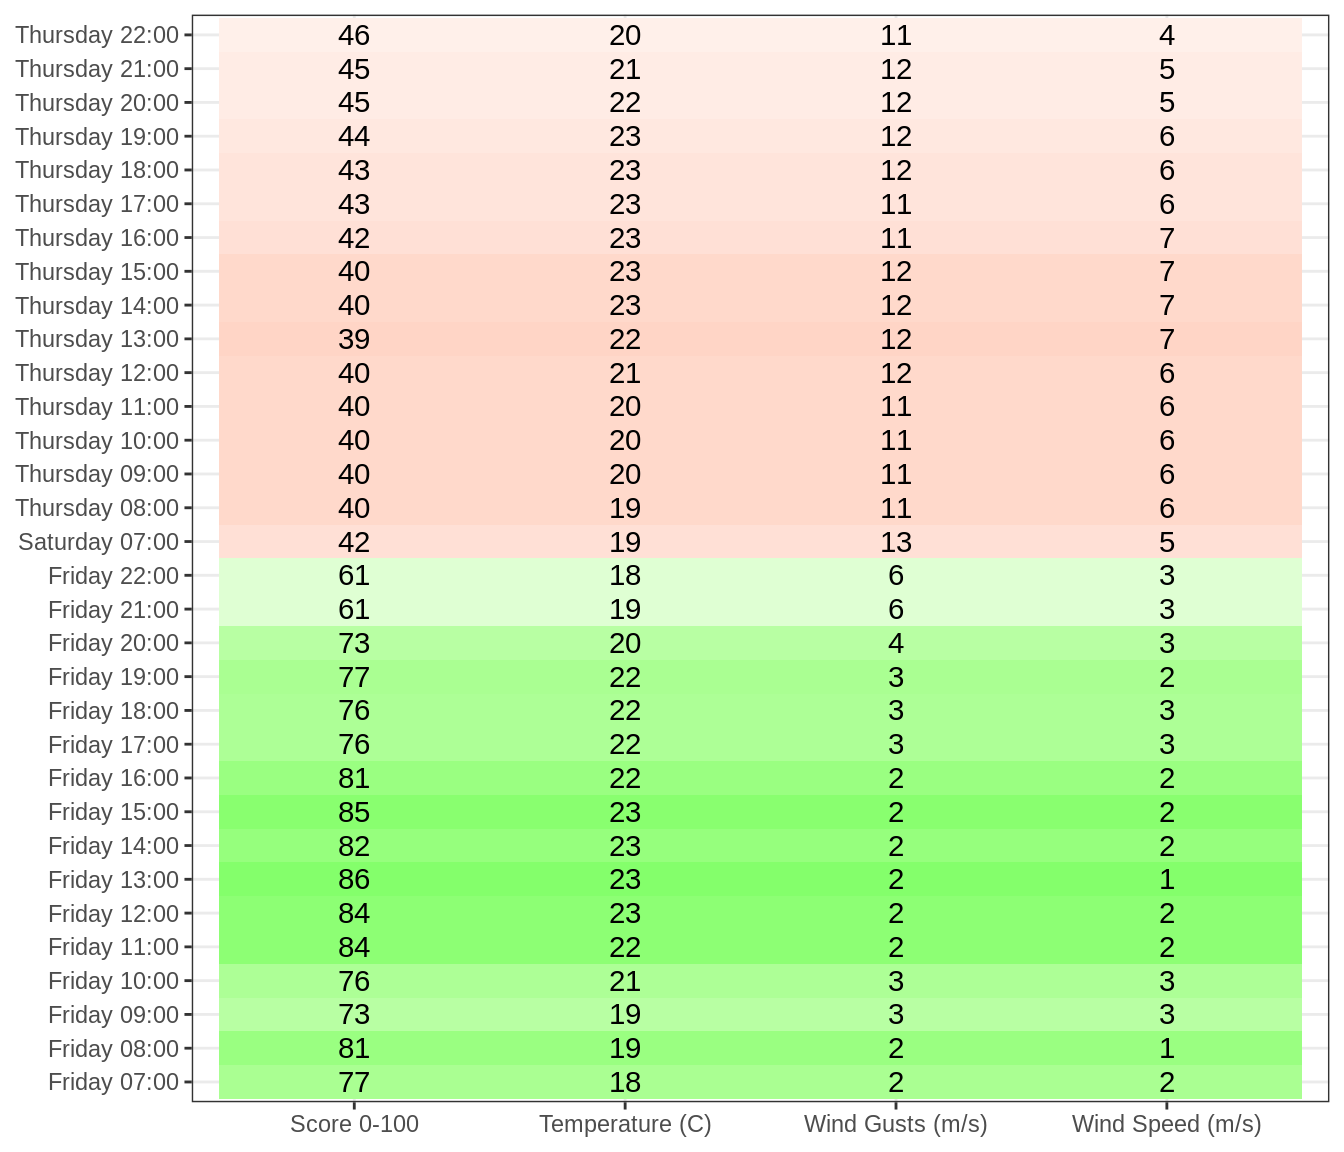 Thursday 22:00 46 20 11 4
Thursday 21:00 45 21 12 5
Thursday 20:00 45 22 12 5
Thursday 19:00 44 23 12 6
Thursday 18:00 43 23 12 6
Thursday 17:00 43 23 11 6
Thursday 16:00 42 23 11 7
Thursday 15:00 40 23 12 7
Thursday 14:00 40 23 12 7
Thursday 13:00 39 22 12 7
Thursday 12:00 40 21 12 6
Thursday 11:00 40 20 11 6
Thursday 10:00 40 20 11 6
Thursday 09:00 40 20 11 6
Thursday 08:00 40 19 11 6
Saturday 07:00 42 19 13 5
Friday 22:00 61 18 6 3
Friday 21:00 61 19 6 3
Friday 20:00 73 20 4 3
Friday 19:00 77 22 3 2
Friday 18:00 76 22 3 3
Friday 17:00 76 22 3 3
Friday 16:00 81 22 2 2
Friday 15:00 85 23 2 2
Friday 14:00 82 23 2 2
Friday 13:00 86 23 2 1
Friday 12:00 84 23 2 2
Friday 11:00 84 22 2 2
Friday 10:00 76 21 3 3
Friday 09:00 73 19 3 3
Friday 08:00 81 19 2 1
Friday 07:00 77 18 2 2
Score 0-100 Temperature (C) Wind Gusts (m/s) Wind Speed (m/s)